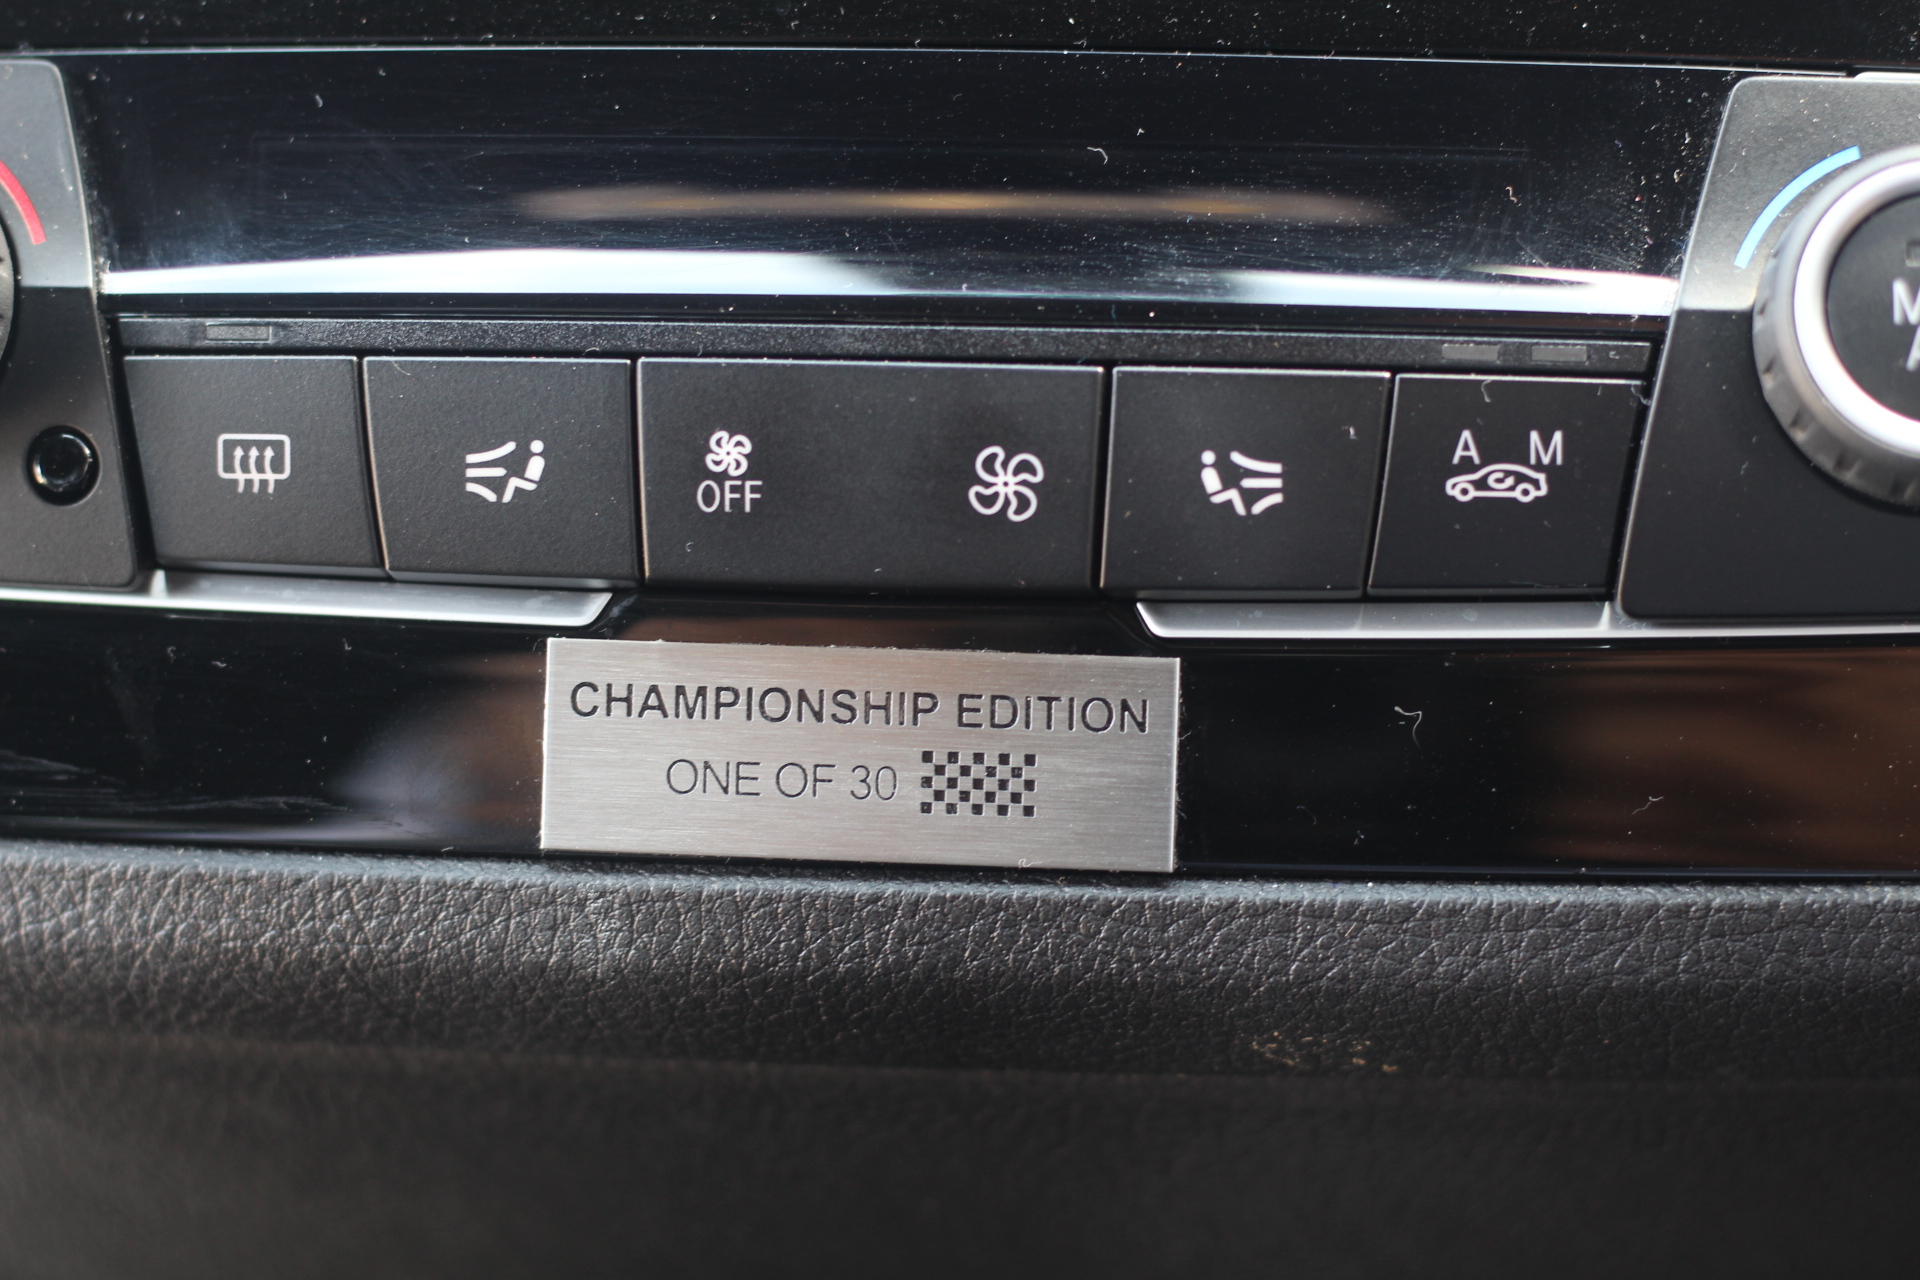 OFF
A M
M
CHAMPIONSHIP EDITION
ONE OF 30